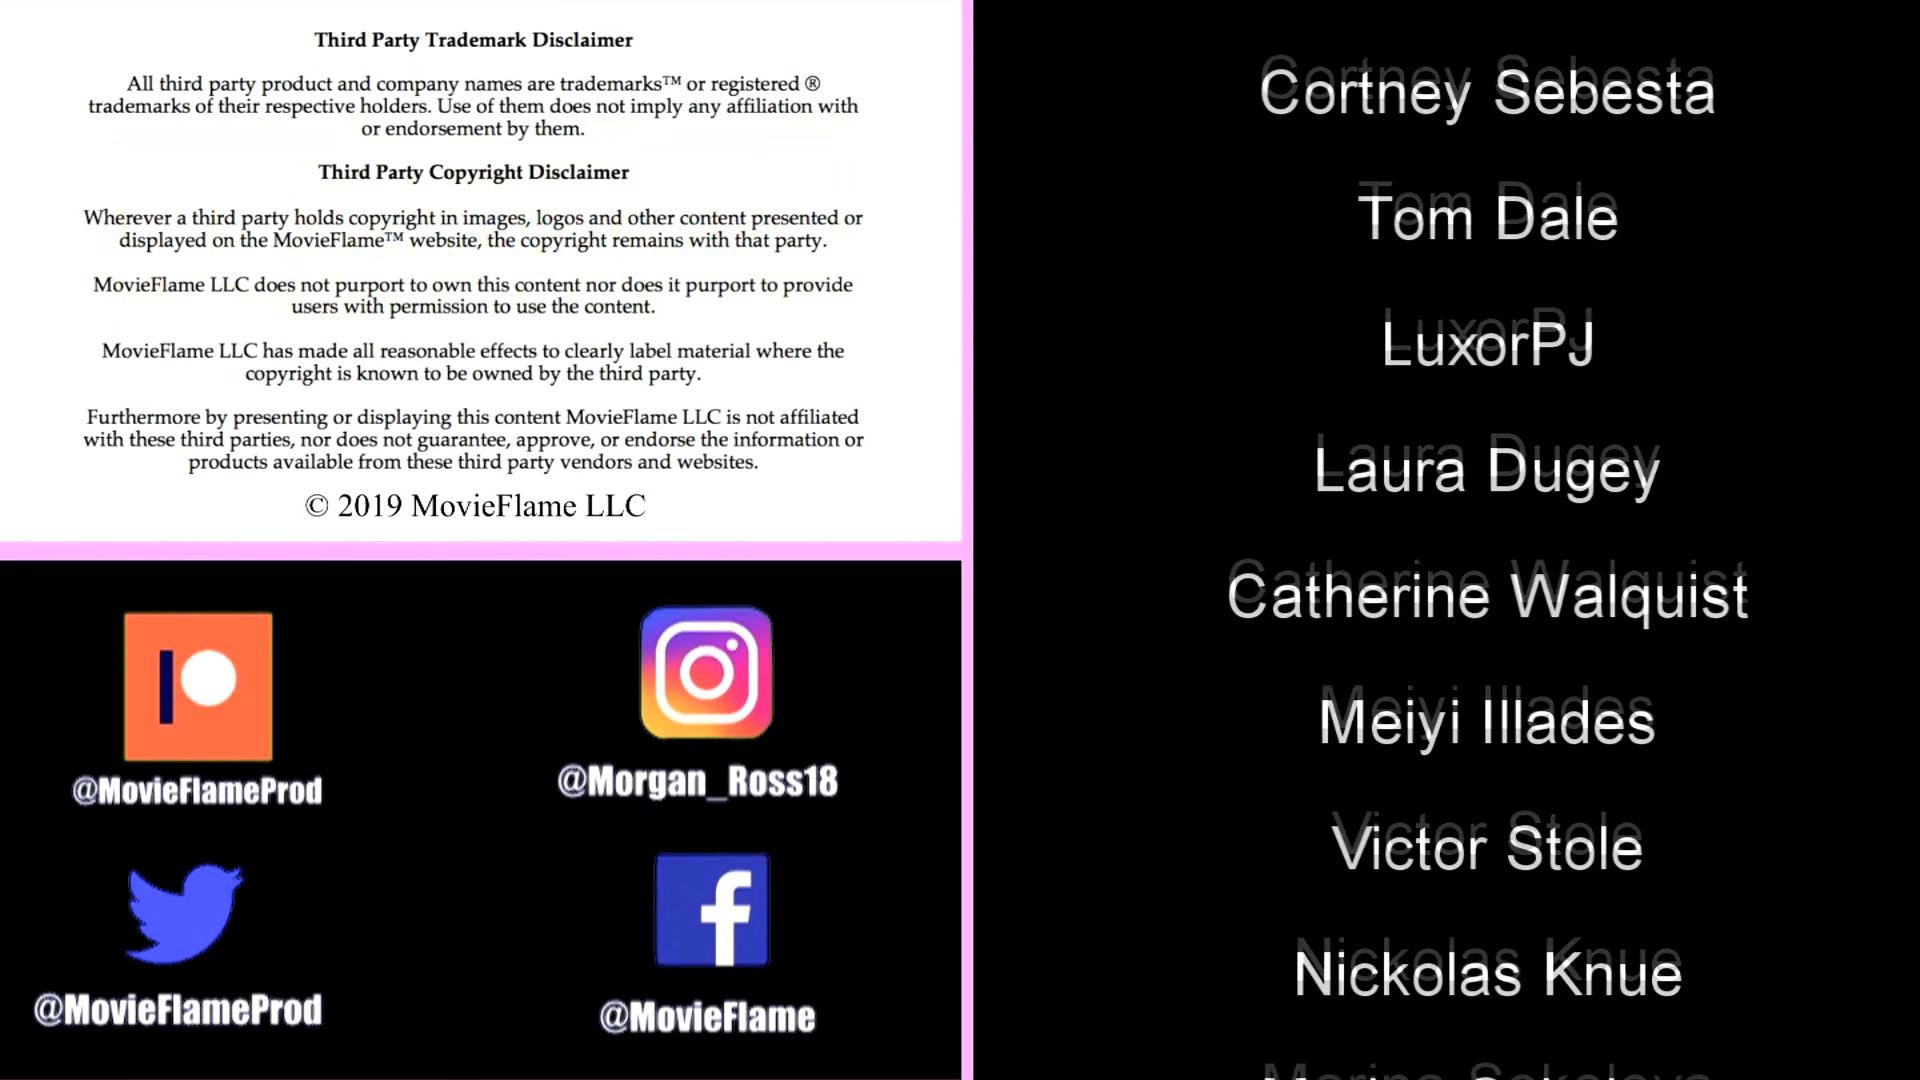 Third Party Trademark Disclaimer
All third party product and company names are trademarks™ or registered ®
trademarks of their respective holders. Use of them does not imply any affiliation with
or endorsement by them.
Third Party Copyright Disclaimer
Wherever a third party holds copyright in images, logos and other content presented or
displayed on the MovieFlame™ website, the copyright remains with that party.
MovieFlame LLC does not purport to own this content nor does it purport to provide
users with permission to use the content.
MovieFlame LLC has made all reasonable effects to clearly label material where the
copyright is known to be owned by the third party.
Furthermore by presenting or displaying this content MovieFlame LLC is not affiliated
with these third parties, nor does not guarantee, approve, or endorse the information or
products available from these third party vendors and websites.
© 2019 MovieFlame LLC
@MovieFlameProd
@Morgan_Ross18
@MovieFlameProd
@MovieFlame
Cortney Sebesta
Tom Dale
LuxorPJ
Laura Dugey
Catherine Walquist
Meiyi Illades
Victor Stole
Nickolas Knue